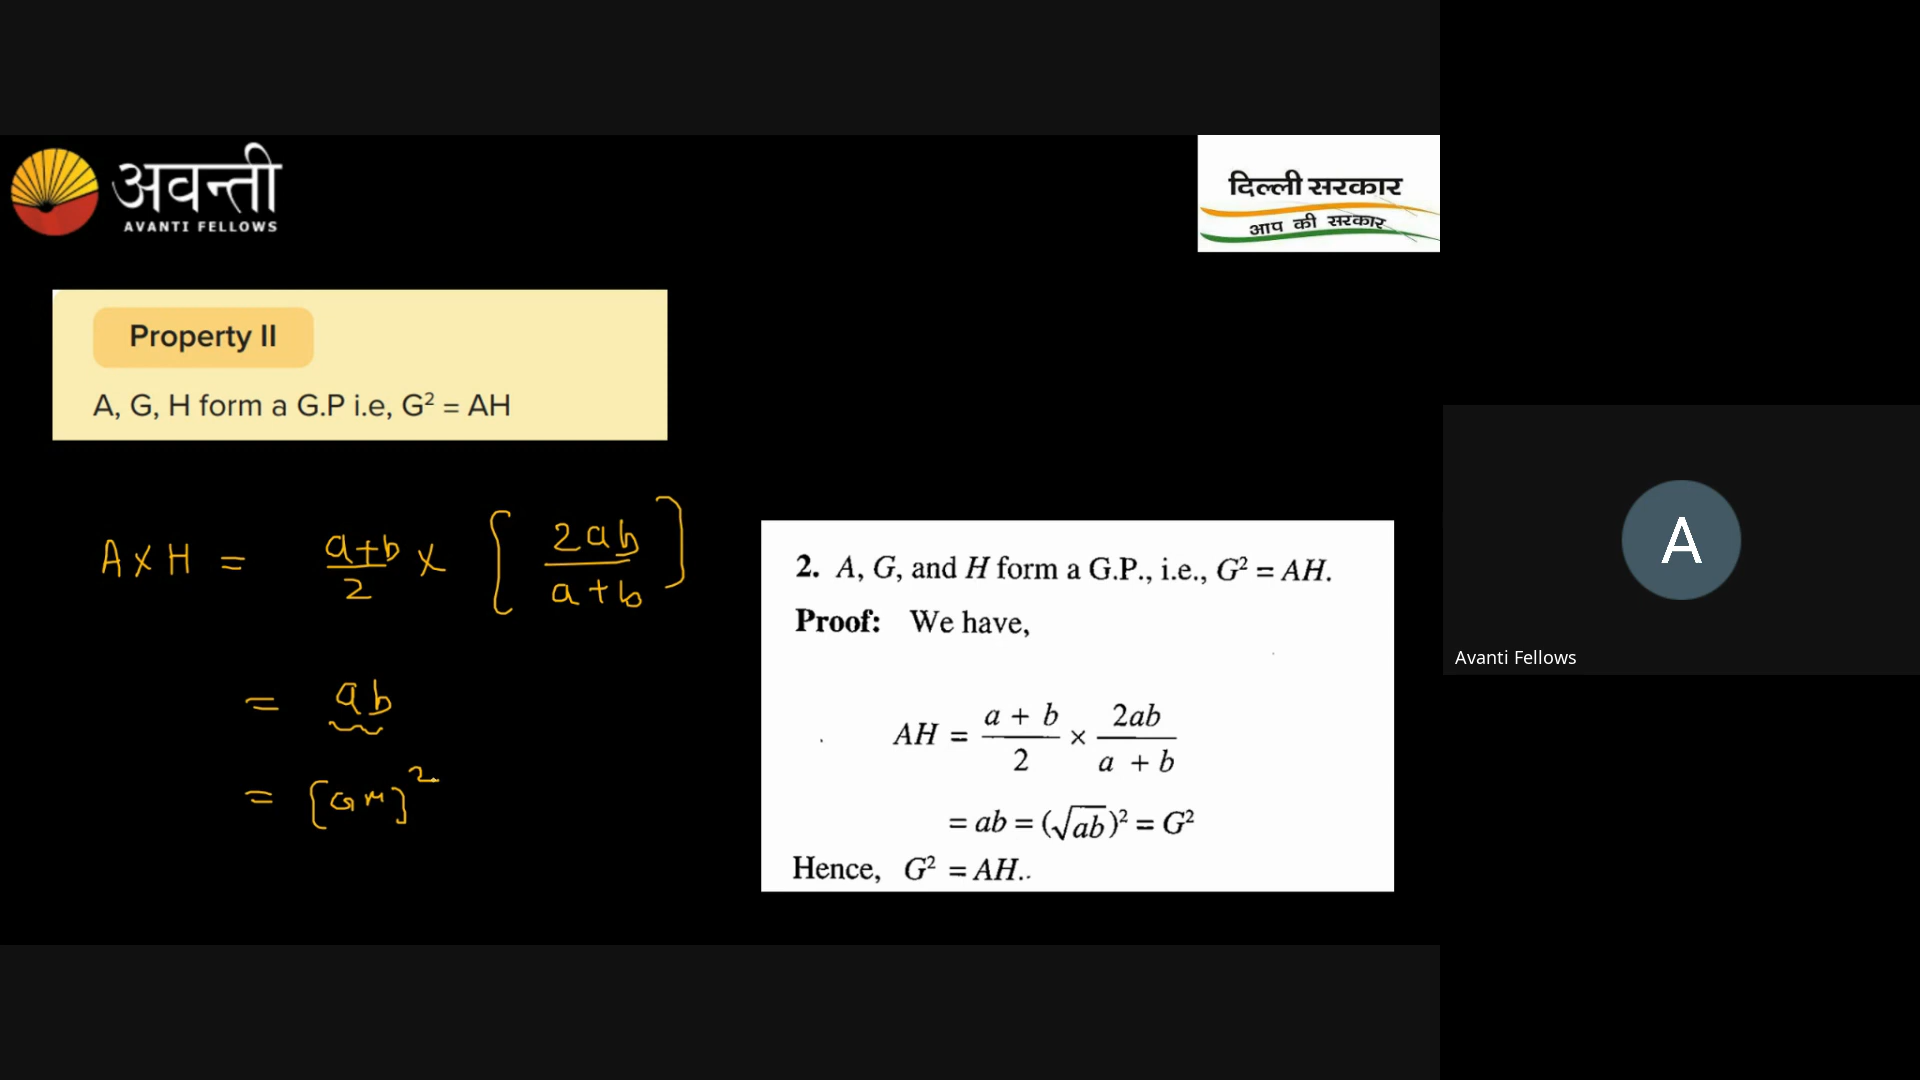 अवन्ती
AVANTI FELLOWS
दिल्ली सरकार
आप की सरकार
Property II
A, G, H form a G.P i.e, G² = AH
A × H = a+b/2 × [2ab/a+b]
= ab
= [GM]²
2. A, G, and H form a G.P., i.e., G² = AH.
Proof: We have,
AH = a + b/2 × 2ab/a + b
= ab = (√ab)² = G²
Hence, G² = AH..
A
Avanti Fellows